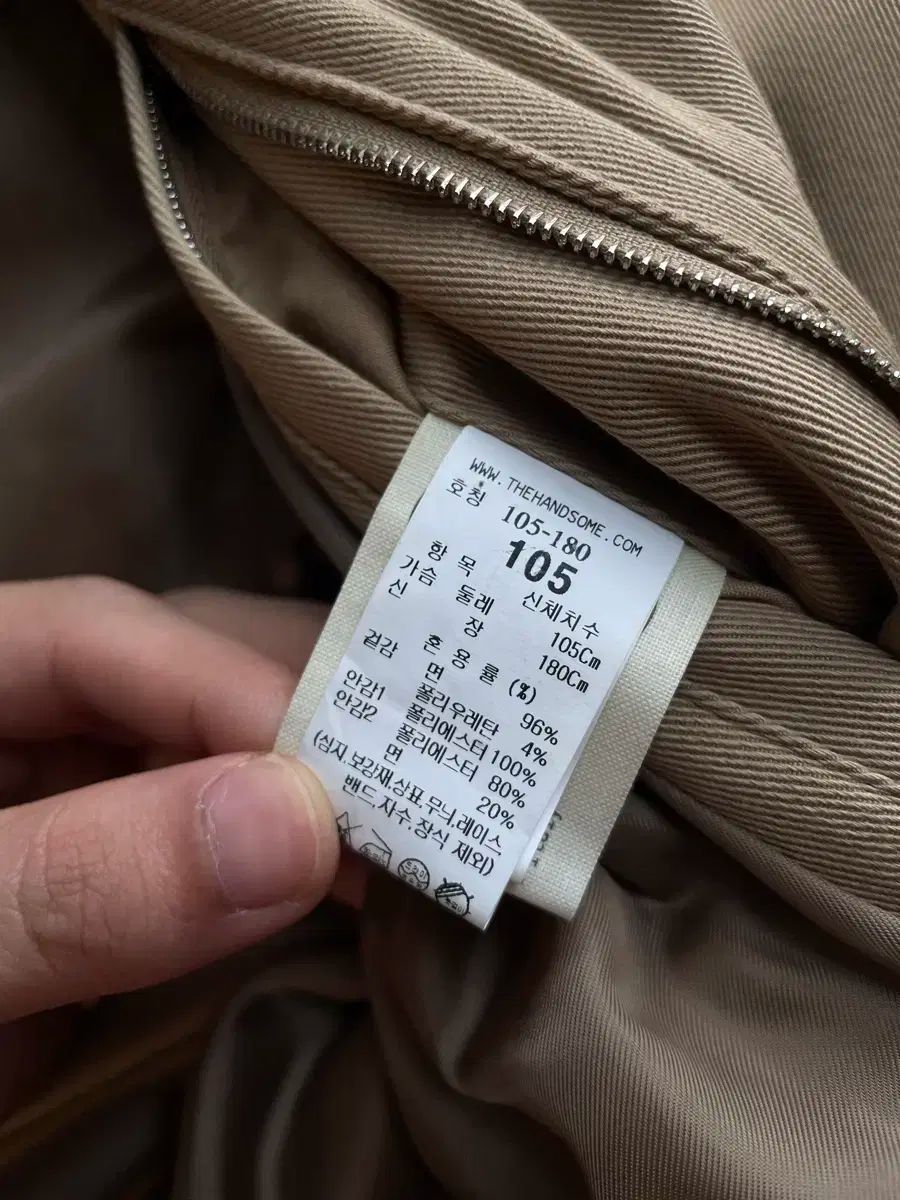 WWW.THEHANDSOME.COM
호칭 105-180
105
항 목 신체치수
가슴 둘레 105Cm
신 장 180Cm
혼 용 률 (%)
겉감 면 96%
폴리우레탄 4%
안감1 폴리에스터 100%
안감2 폴리에스터 80%
면 20%
(심지.보강재.상표.무늬.레이스.
밴드.자수.장식 제외)